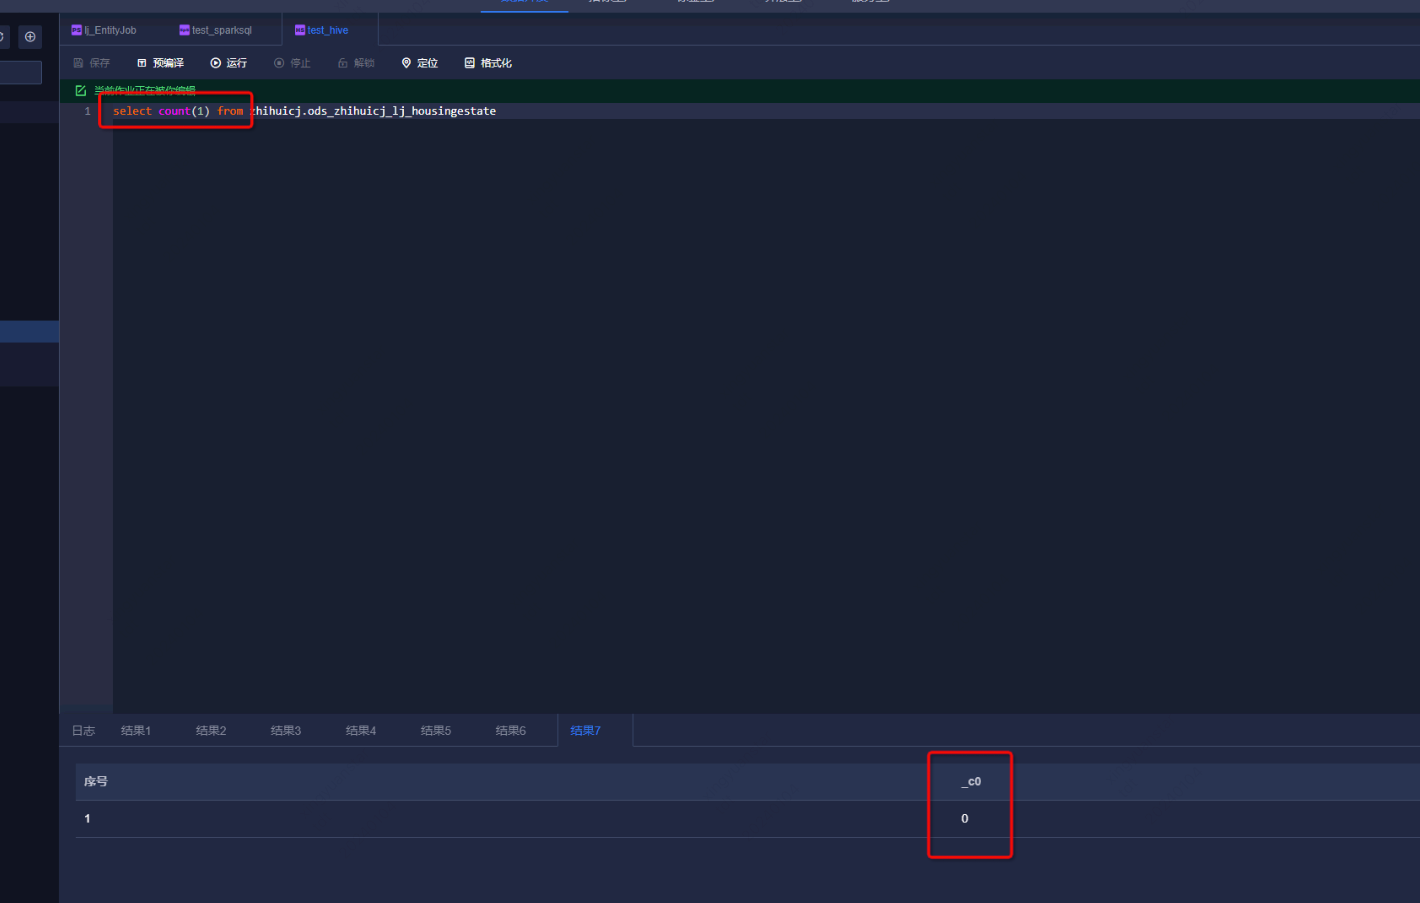 lj_EntityJob test_sparksql test_hive
保存 预编译 运行 停止 解锁 定位 格式化
当前作业正在被你编辑
1 select count(1) from zhihuicj.ods_zhihuicj_lj_housingestate
日志 结果1 结果2 结果3 结果4 结果5 结果6 结果7
序号 _c0
1 0